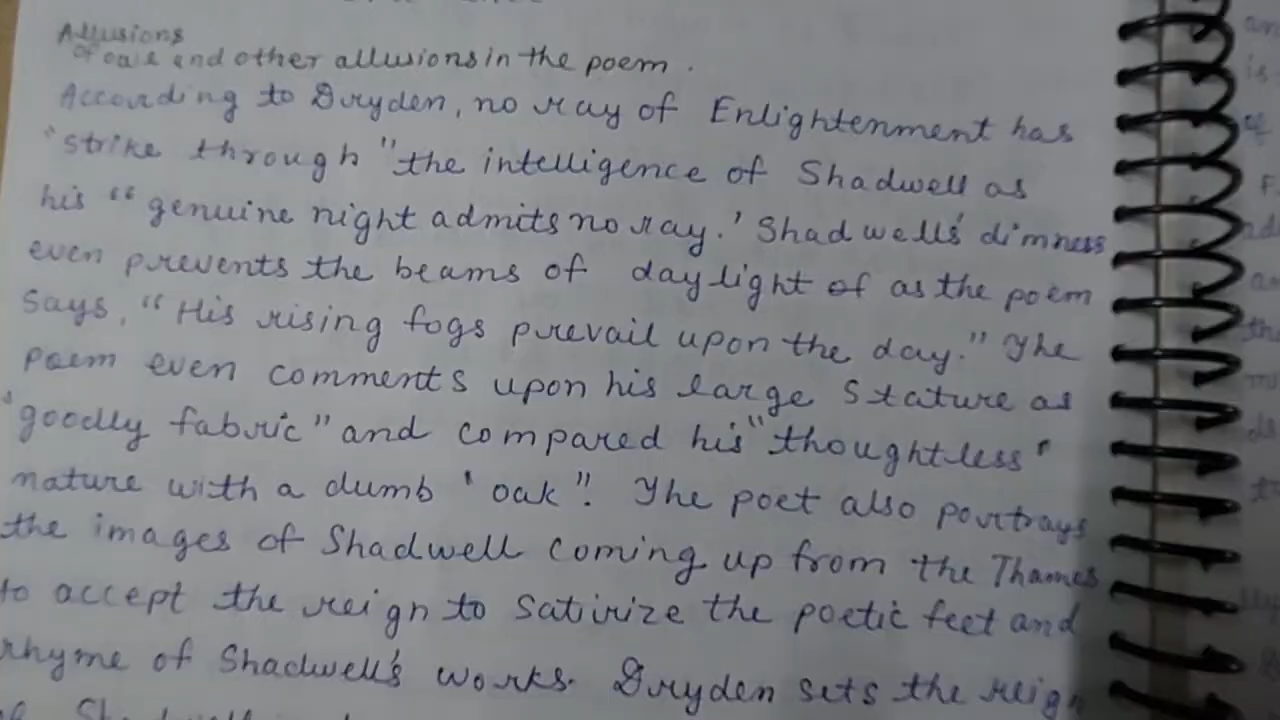 Allusions
of oak and other allusions in the poem.
According to Dryden, no ray of Enlightenment has
"strike through "the intelligence of Shadwell as
his "genuine night admits no ray.' Shadwell's dimness
even prevents the beams of daylight of as the poem
says, "His rising fogs prevail upon the day." The
poem even comments upon his large stature as
"goodly fabric" and compared his "thoughtless"
nature with a dumb 'oak". The poet also portrays
the images of Shadwell coming up from the Thames
to accept the reign to satirize the poetic feet and
rhyme of Shadwell's works. Dryden sets the reign